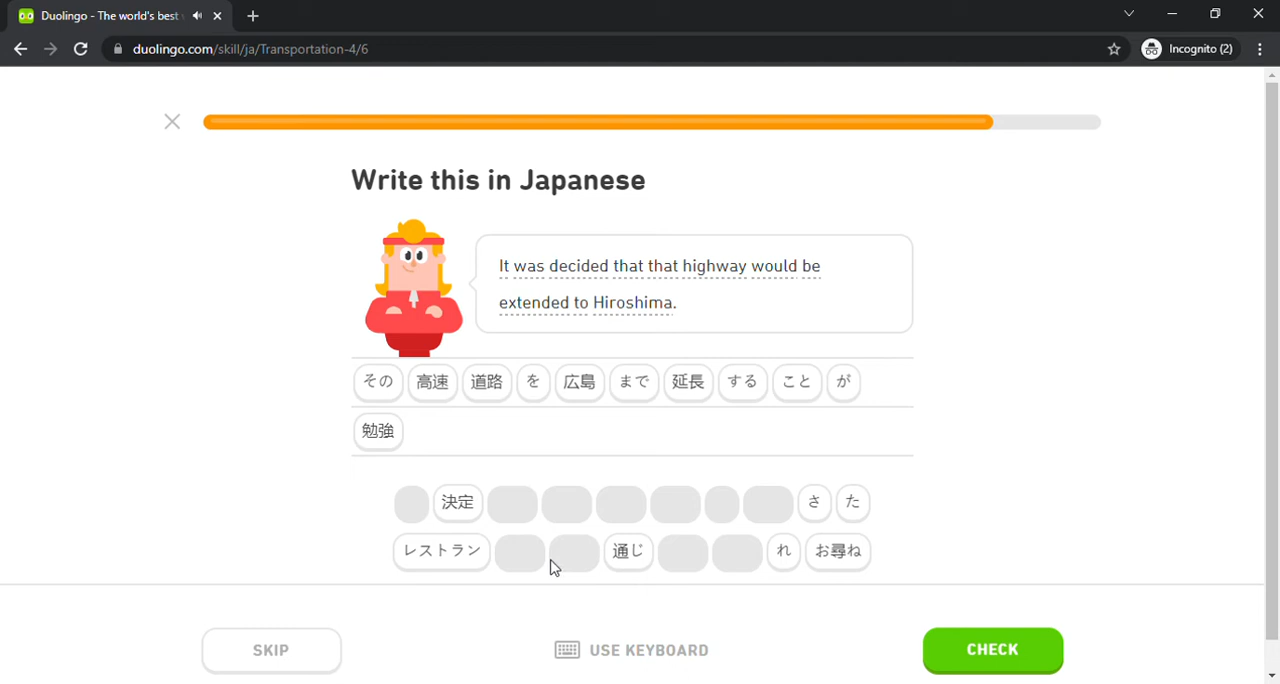 Duolingo - The world's best
duolingo.com/skill/ja/Transportation-4/6
Incognito (2)
Write this in Japanese
It was decided that that highway would be
extended to Hiroshima.
その 高速 道路 を 広島 まで 延長 する こと が
勉強
決定 さ た
レストラン 通じ れ お尋ね
SKIP
USE KEYBOARD
CHECK